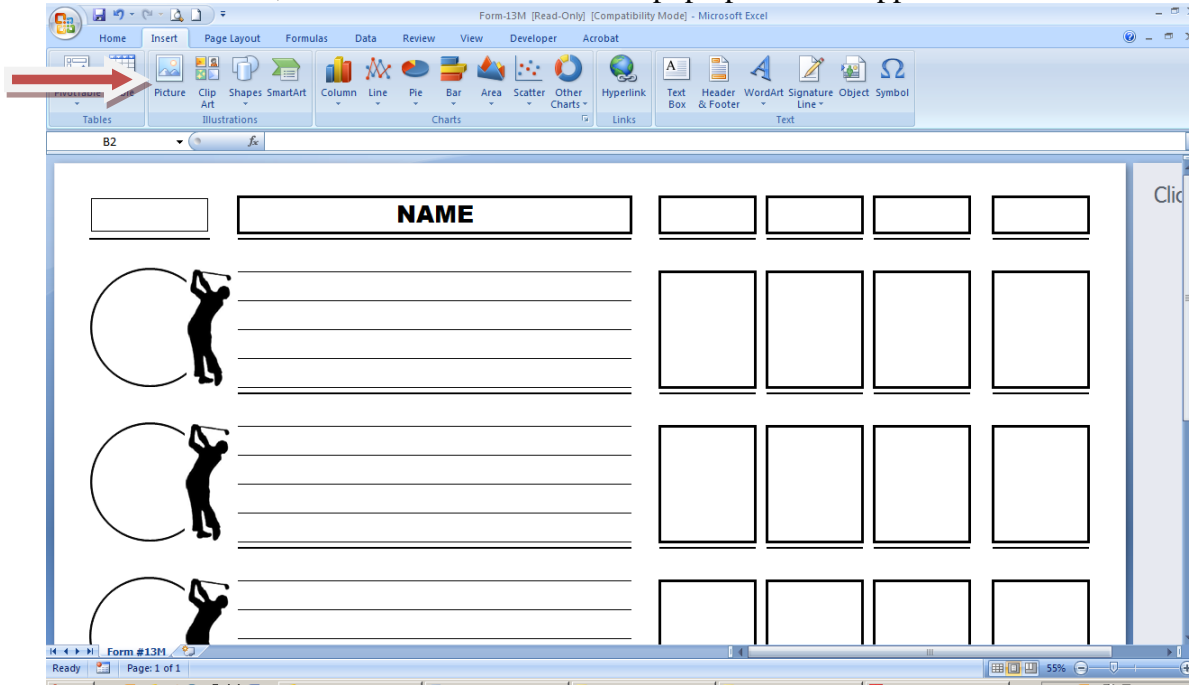 Form-13M [Read-Only] [Compatibility Mode] - Microsoft Excel
Home Insert Page Layout Formulas Data Review View Developer Acrobat
Picture Clip Art Shapes SmartArt Column Line Pie Bar Area Scatter Other Charts Hyperlink Text Box Header & Footer WordArt Signature Line Object Symbol
Tables Illustrations Charts Links Text
B2 fx
Clic
NAME
Form #13M
Ready Page: 1 of 1 55%